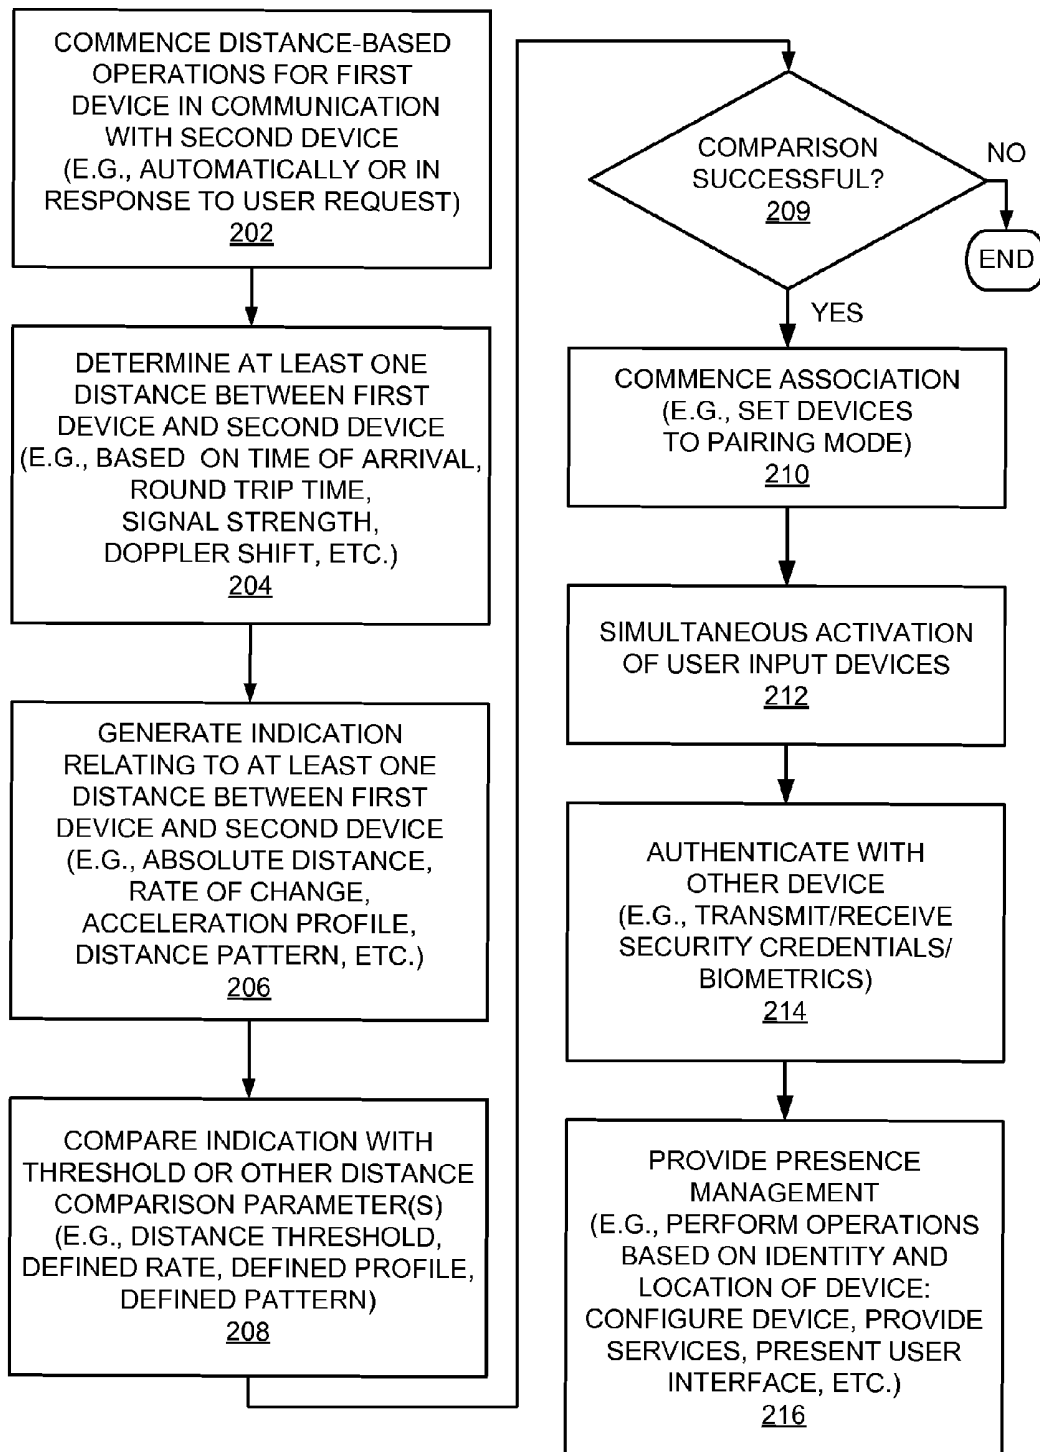 COMMENCE DISTANCE-BASED
OPERATIONS FOR FIRST
DEVICE IN COMMUNICATION
WITH SECOND DEVICE
(E.G., AUTOMATICALLY OR IN
RESPONSE TO USER REQUEST)
202
DETERMINE AT LEAST ONE
DISTANCE BETWEEN FIRST
DEVICE AND SECOND DEVICE
(E.G., BASED ON TIME OF ARRIVAL,
ROUND TRIP TIME,
SIGNAL STRENGTH,
DOPPLER SHIFT, ETC.)
204
GENERATE INDICATION
RELATING TO AT LEAST ONE
DISTANCE BETWEEN FIRST
DEVICE AND SECOND DEVICE
(E.G., ABSOLUTE DISTANCE,
RATE OF CHANGE,
ACCELERATION PROFILE,
DISTANCE PATTERN, ETC.)
206
COMPARE INDICATION WITH
THRESHOLD OR OTHER DISTANCE
COMPARISON PARAMETER(S)
(E.G., DISTANCE THRESHOLD,
DEFINED RATE, DEFINED PROFILE,
DEFINED PATTERN)
208
COMPARISON
SUCCESSFUL?
209
NO
END
YES
COMMENCE ASSOCIATION
(E.G., SET DEVICES
TO PAIRING MODE)
210
SIMULTANEOUS ACTIVATION
OF USER INPUT DEVICES
212
AUTHENTICATE WITH
OTHER DEVICE
(E.G., TRANSMIT/RECEIVE
SECURITY CREDENTIALS/
BIOMETRICS)
214
PROVIDE PRESENCE
MANAGEMENT
(E.G., PERFORM OPERATIONS
BASED ON IDENTITY AND
LOCATION OF DEVICE:
CONFIGURE DEVICE, PROVIDE
SERVICES, PRESENT USER
INTERFACE, ETC.)
216